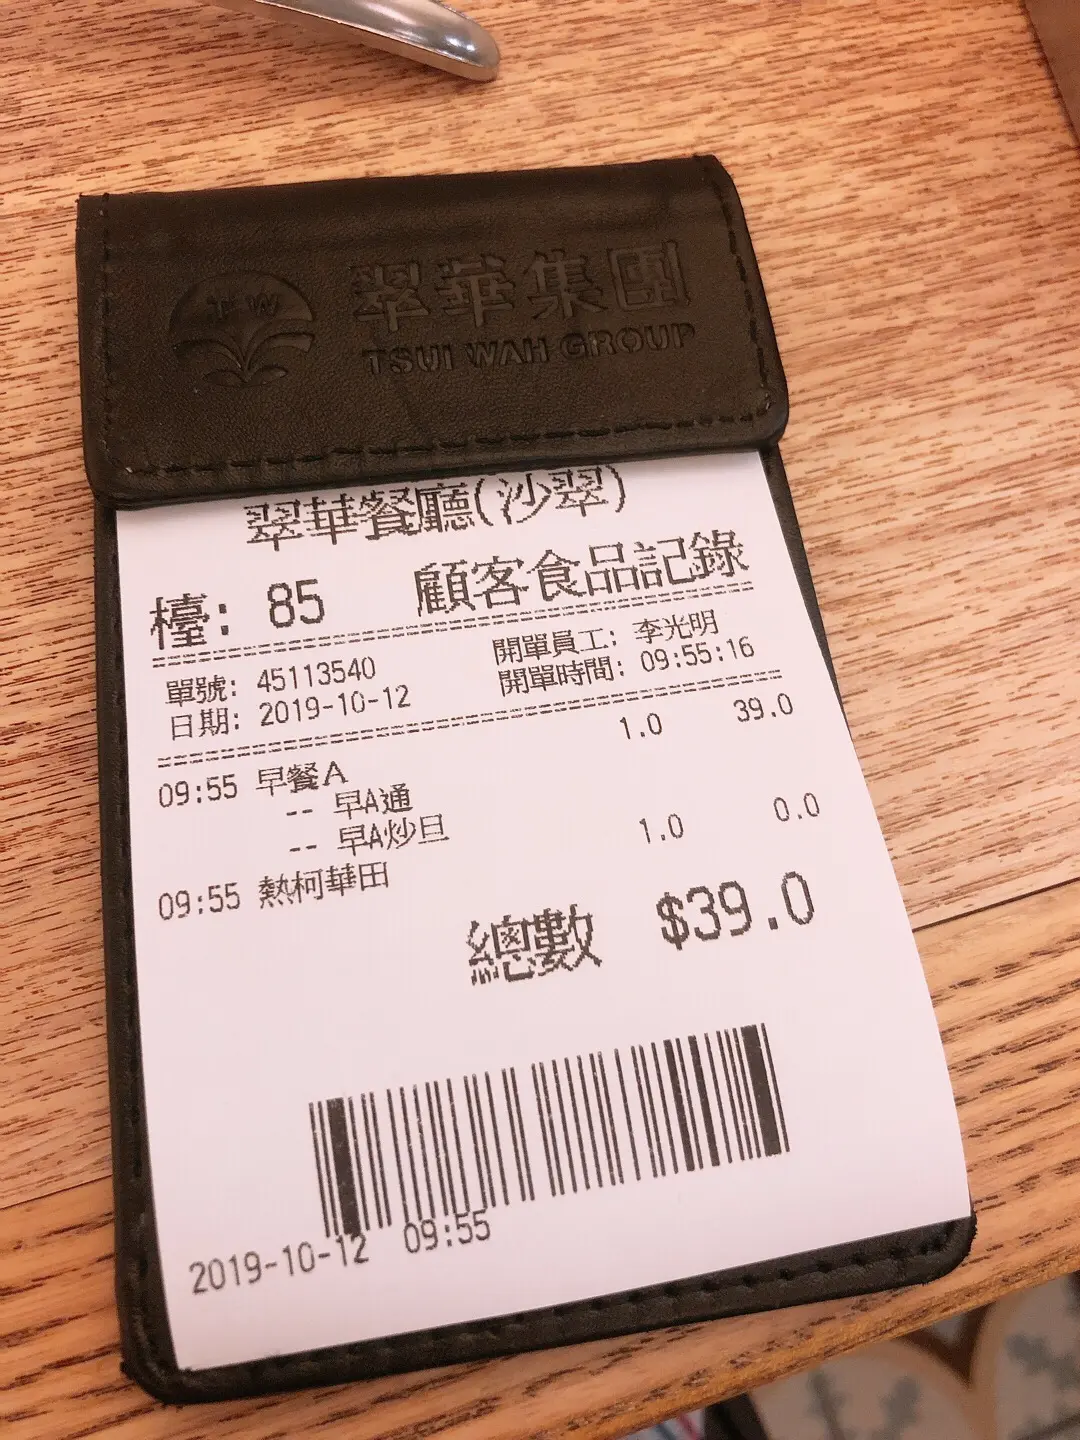 TW
翠華集團
TSUI WAH GROUP
翠華餐廳(沙翠)
檯: 85 顧客食品記錄
單號: 45113540 開單員工: 李光明
日期: 2019-10-12 開單時間: 09:55:16
09:55 早餐A 1.0 39.0
-- 早A通
-- 早A炒旦
09:55 熱柯華田 1.0 0.0
總數 $39.0
2019-10-12 09:55